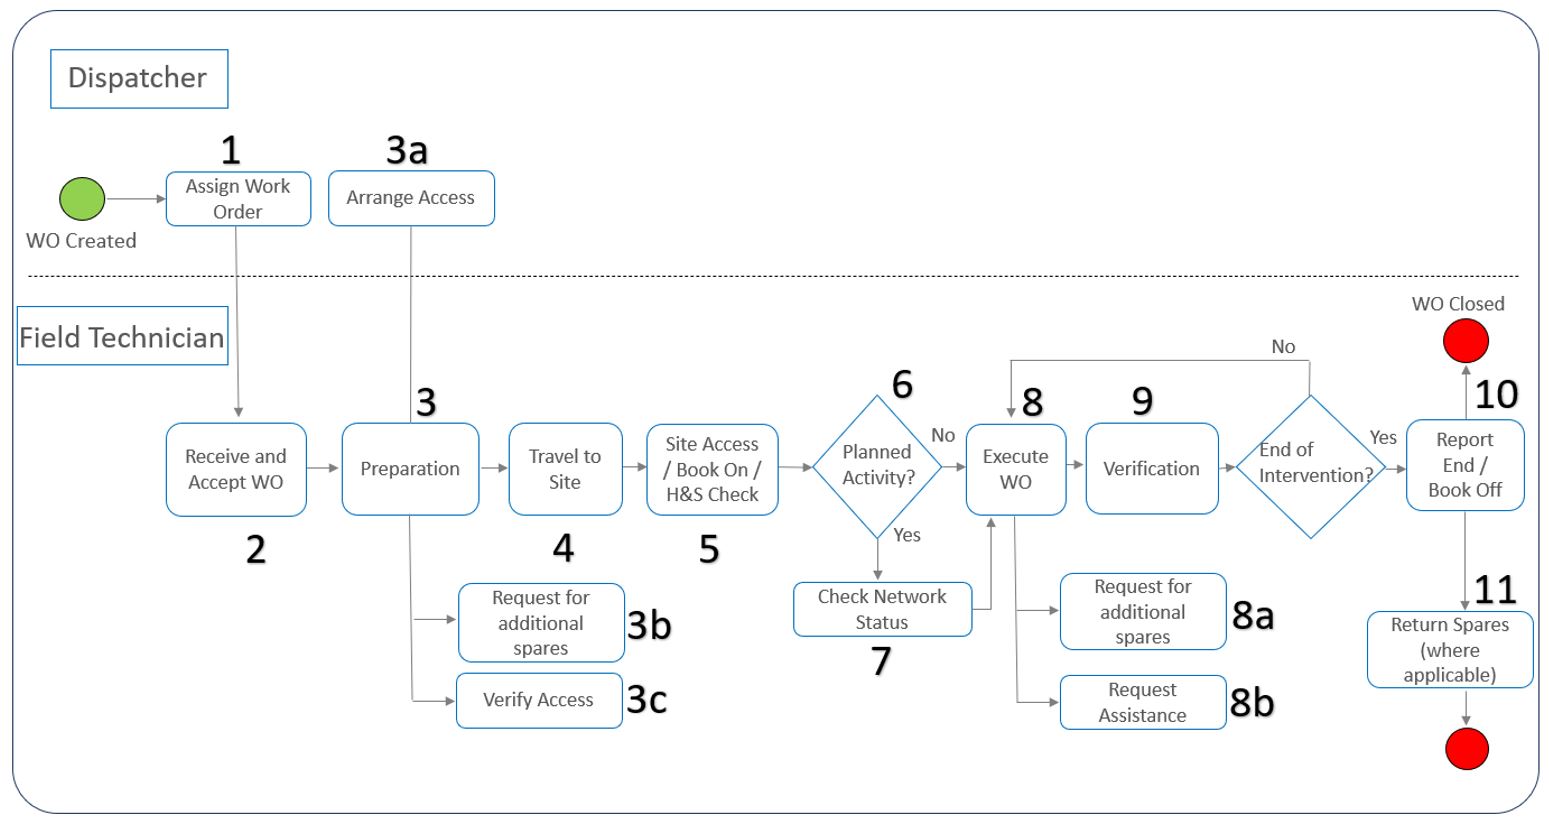 Dispatcher
1
Assign Work
Order
3a
Arrange Access
WO Created
Field Technician
WO Closed
2
Receive and
Accept WO
3
Preparation
3b
Request for
additional
spares
3c
Verify Access
4
Travel to
Site
5
Site Access
/ Book On /
H&S Check
6
Planned
Activity?
No
Yes
7
Check Network
Status
8
Execute
WO
8a
Request for
additional
spares
8b
Request
Assistance
9
Verification
End of
Intervention?
No
Yes
10
Report
End /
Book Off
11
Return Spares
(where
applicable)